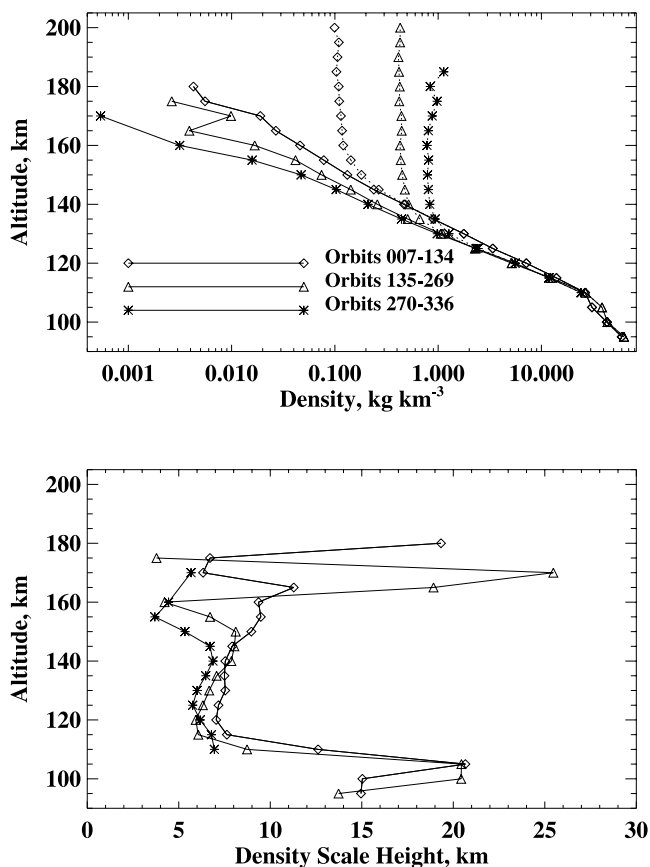 200
180
160
140
120
100
Altitude, km
Orbits 007-134
Orbits 135-269
Orbits 270-336
0.001 0.010 0.100 1.000 10.000
Density, kg km⁻³
200
180
160
140
120
100
Altitude, km
0 5 10 15 20 25 30
Density Scale Height, km